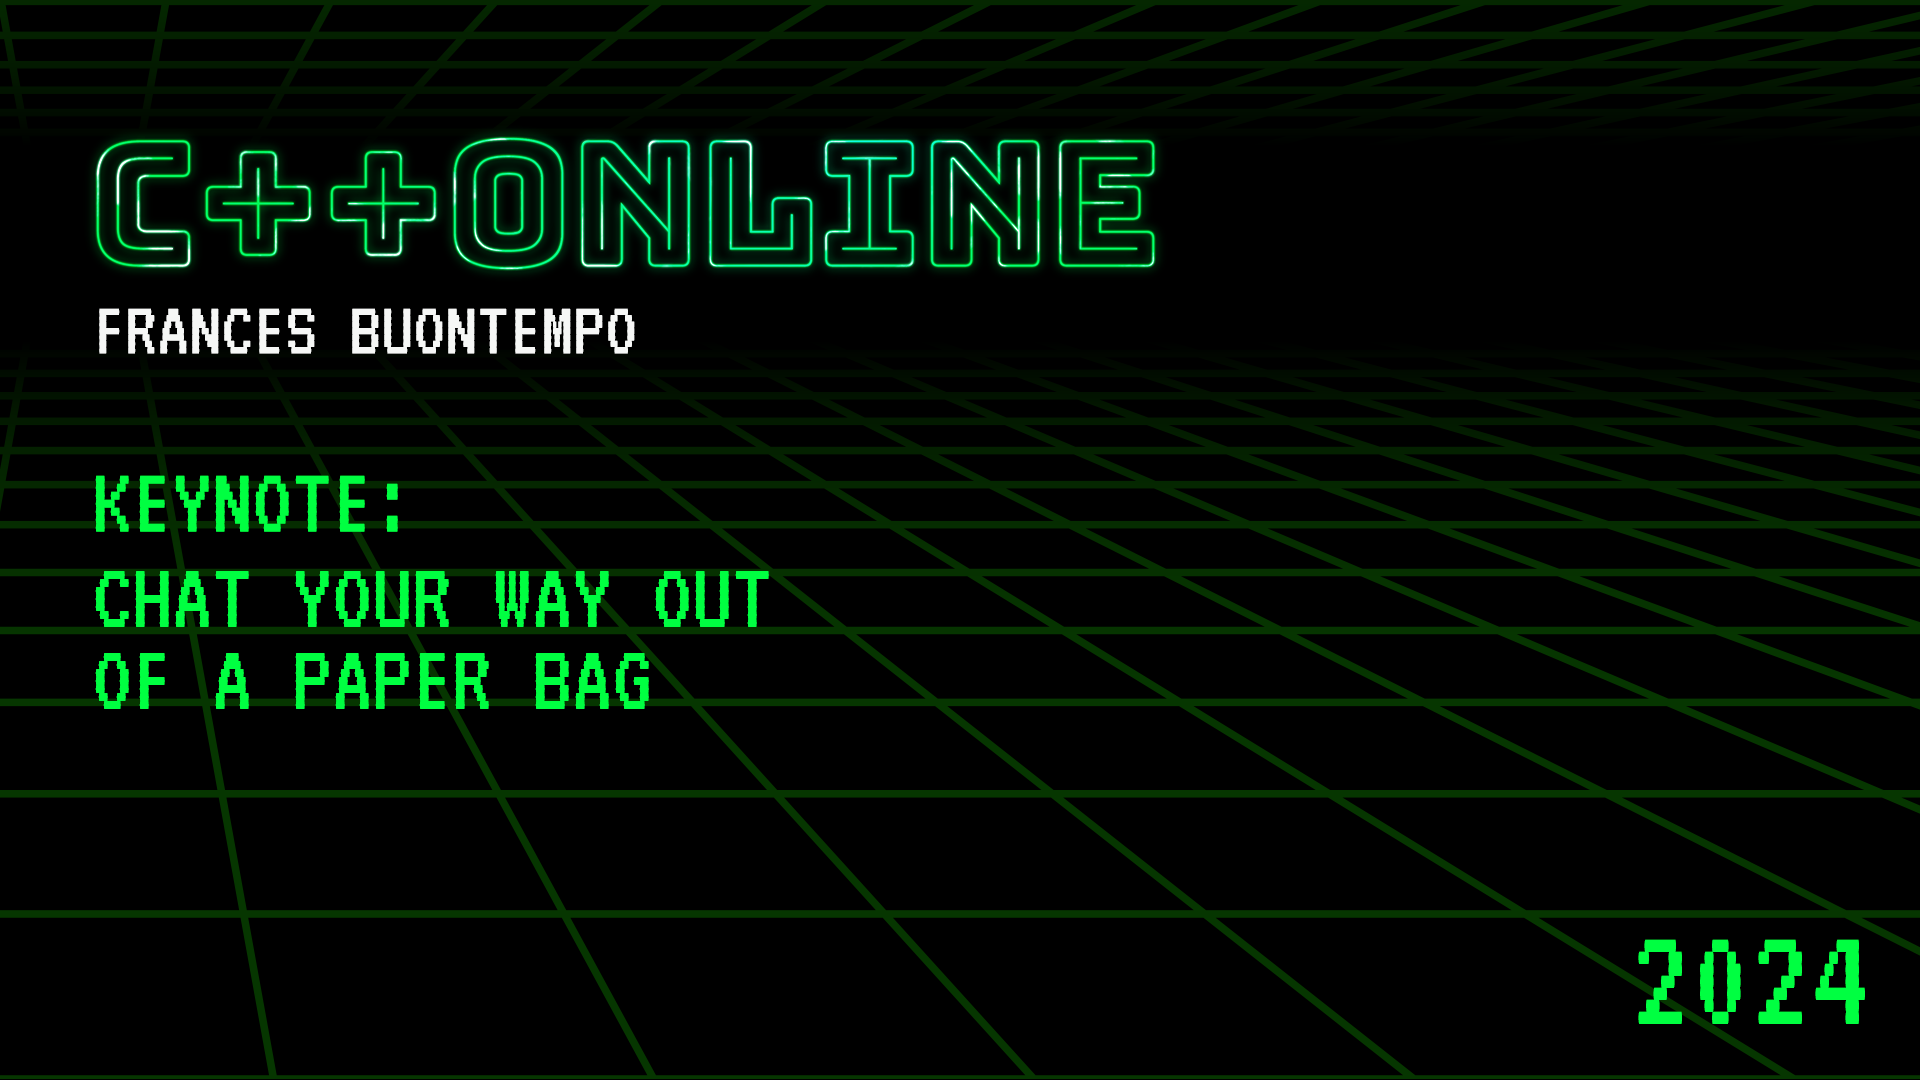 C++ONLINE
FRANCES BUONTEMPO
KEYNOTE:
CHAT YOUR WAY OUT
OF A PAPER BAG
2024